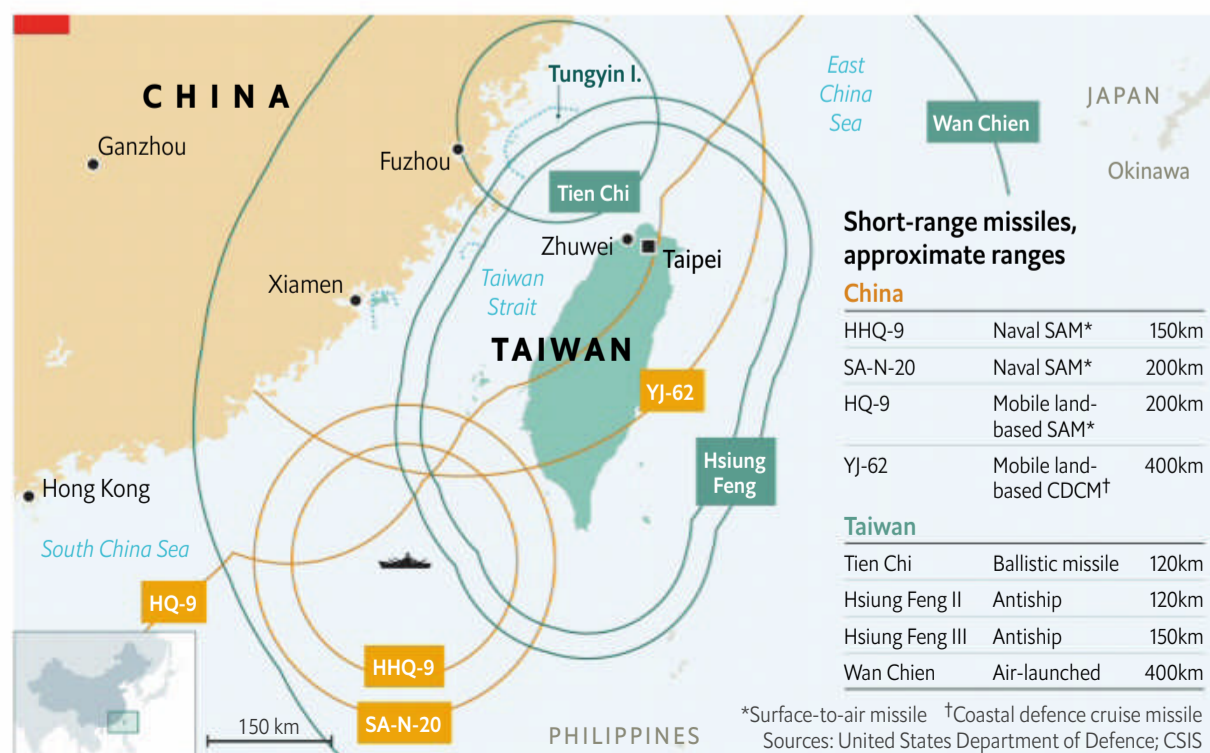 CHINA
Ganzhou
Fuzhou
Tungyin I.
East
China
Sea
JAPAN
Wan Chien
Okinawa
Tien Chi
Zhuwei
Taipei
Xiamen
Taiwan
Strait
TAIWAN
YJ-62
Hsiung
Feng
Hong Kong
South China Sea
HQ-9
HHQ-9
SA-N-20
150 km
PHILIPPINES
Short-range missiles,
approximate ranges
China
HHQ-9 Naval SAM* 150km
SA-N-20 Naval SAM* 200km
HQ-9 Mobile land- 200km
based SAM*
YJ-62 Mobile land- 400km
based CDCM†
Taiwan
Tien Chi Ballistic missile 120km
Hsiung Feng II Antiship 120km
Hsiung Feng III Antiship 150km
Wan Chien Air-launched 400km
*Surface-to-air missile †Coastal defence cruise missile
Sources: United States Department of Defence; CSIS